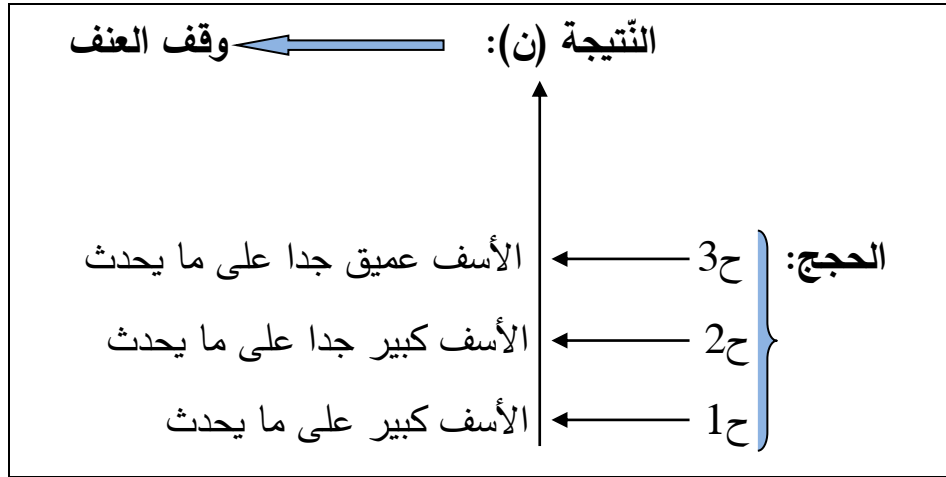 النّتيجة (ن): وقف العنف
الحجج: ح3 الأسف عميق جدا على ما يحدث
ح2 الأسف كبير جدا على ما يحدث
ح1 الأسف كبير على ما يحدث